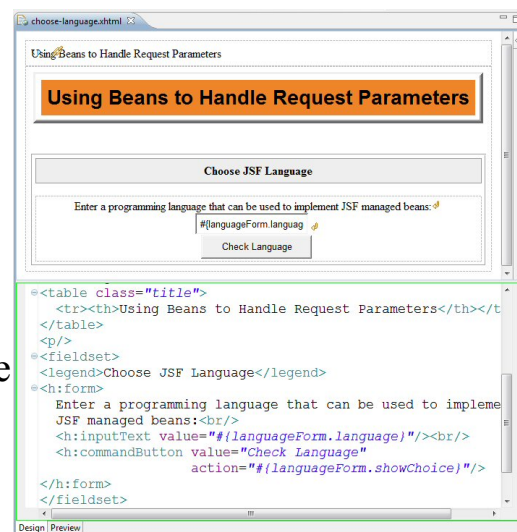 choose-language.xhtml
Using Beans to Handle Request Parameters
Using Beans to Handle Request Parameters
Choose JSF Language
Enter a programming language that can be used to implement JSF managed beans:
#{languageForm.languag
Check Language
<table class="title">
<tr><th>Using Beans to Handle Request Parameters</th></t
</table>
<p/>
e
<fieldset>
<legend>Choose JSF Language</legend>
<h:form>
Enter a programming language that can be used to impleme
JSF managed beans:<br/>
<h:inputText value="#{languageForm.language}"/><br/>
<h:commandButton value="Check Language"
action="#{languageForm.showChoice}"/>
</h:form>
</fieldset>
Design Preview